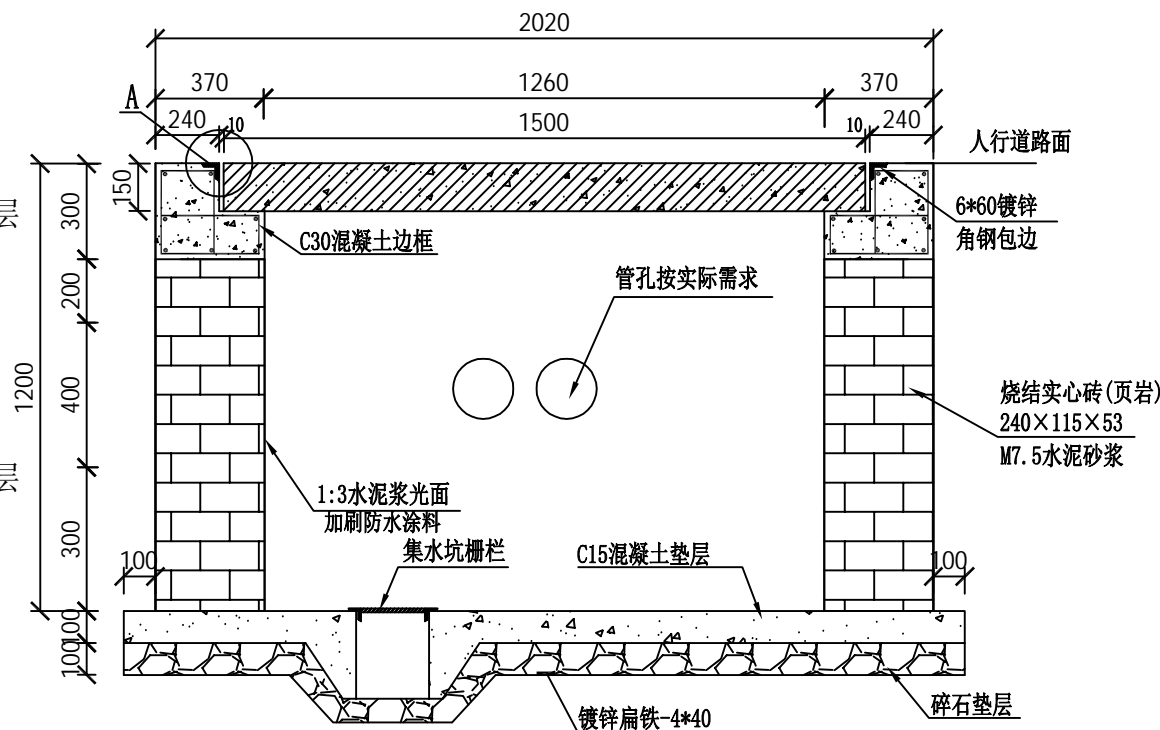 2020
370
1260
370
A
240
10
1500
10
240
人行道路面
150
300
6*60镀锌
角钢包边
C30混凝土边框
200
管孔按实际需求
1200
400
烧结实心砖(页岩)
240×115×53
M7.5水泥砂浆
1:3水泥浆光面
加刷防水涂料
300
集水坑栅栏
C15混凝土垫层
100
100
100
100
碎石垫层
镀锌扁铁-4*40